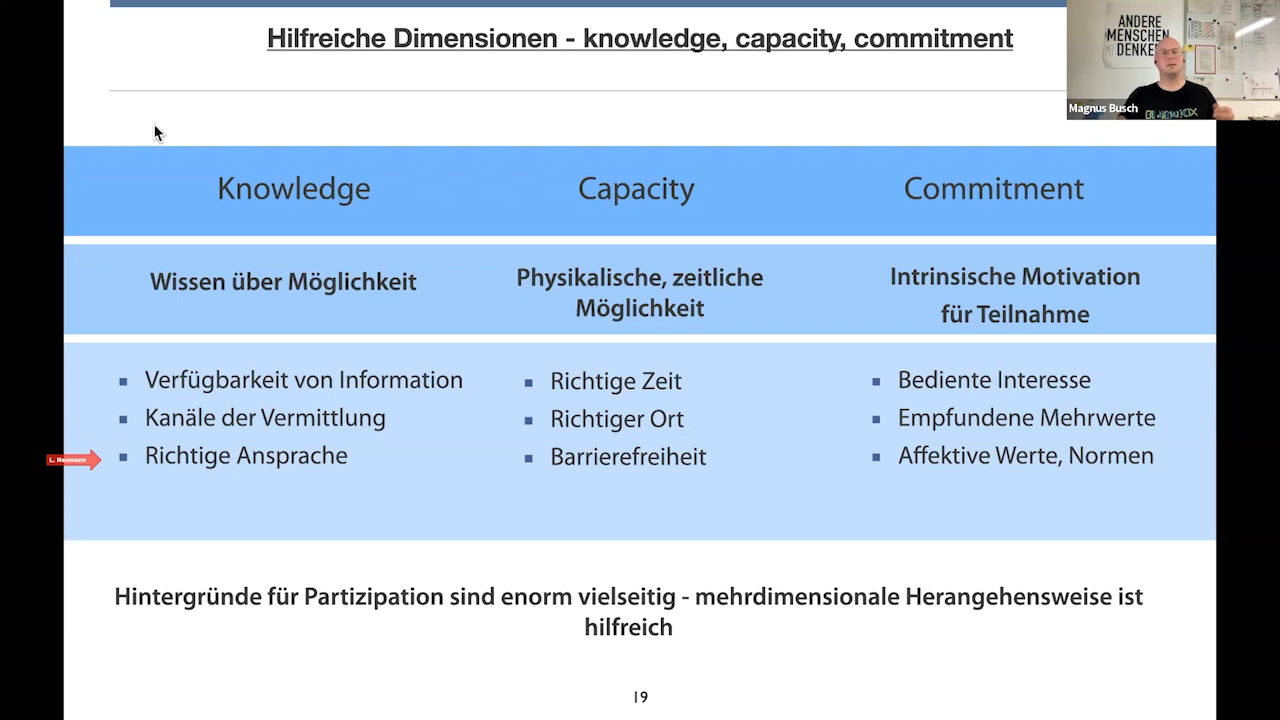 Hilfreiche Dimensionen - knowledge, capacity, commitment
ANDERE
MENSCHEN
DENKEN
Magnus Busch
Knowledge
Capacity
Commitment
Wissen über Möglichkeit
Physikalische, zeitliche
Möglichkeit
Intrinsische Motivation
für Teilnahme
▪ Verfügbarkeit von Information
▪ Kanäle der Vermittlung
▪ Richtige Ansprache
L. Neumann
▪ Richtige Zeit
▪ Richtiger Ort
▪ Barrierefreiheit
▪ Bediente Interesse
▪ Empfundene Mehrwerte
▪ Affektive Werte, Normen
Hintergründe für Partizipation sind enorm vielseitig - mehrdimensionale Herangehensweise ist
hilfreich
19